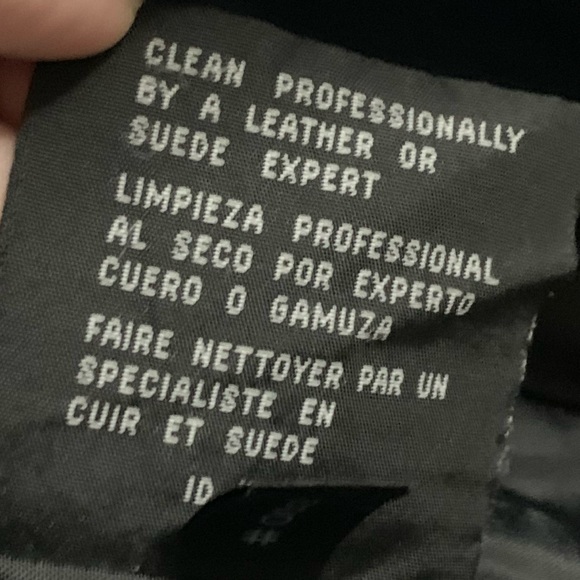 CLEAN PROFESSIONALLY
BY A LEATHER OR
SUEDE EXPERT
LIMPIEZA PROFESSIONAL
AL SECO POR EXPERTO
CUERO O GAMUZA
FAIRE NETTOYER PAR UN
SPECIALISTE EN
CUIR ET SUEDE
ID